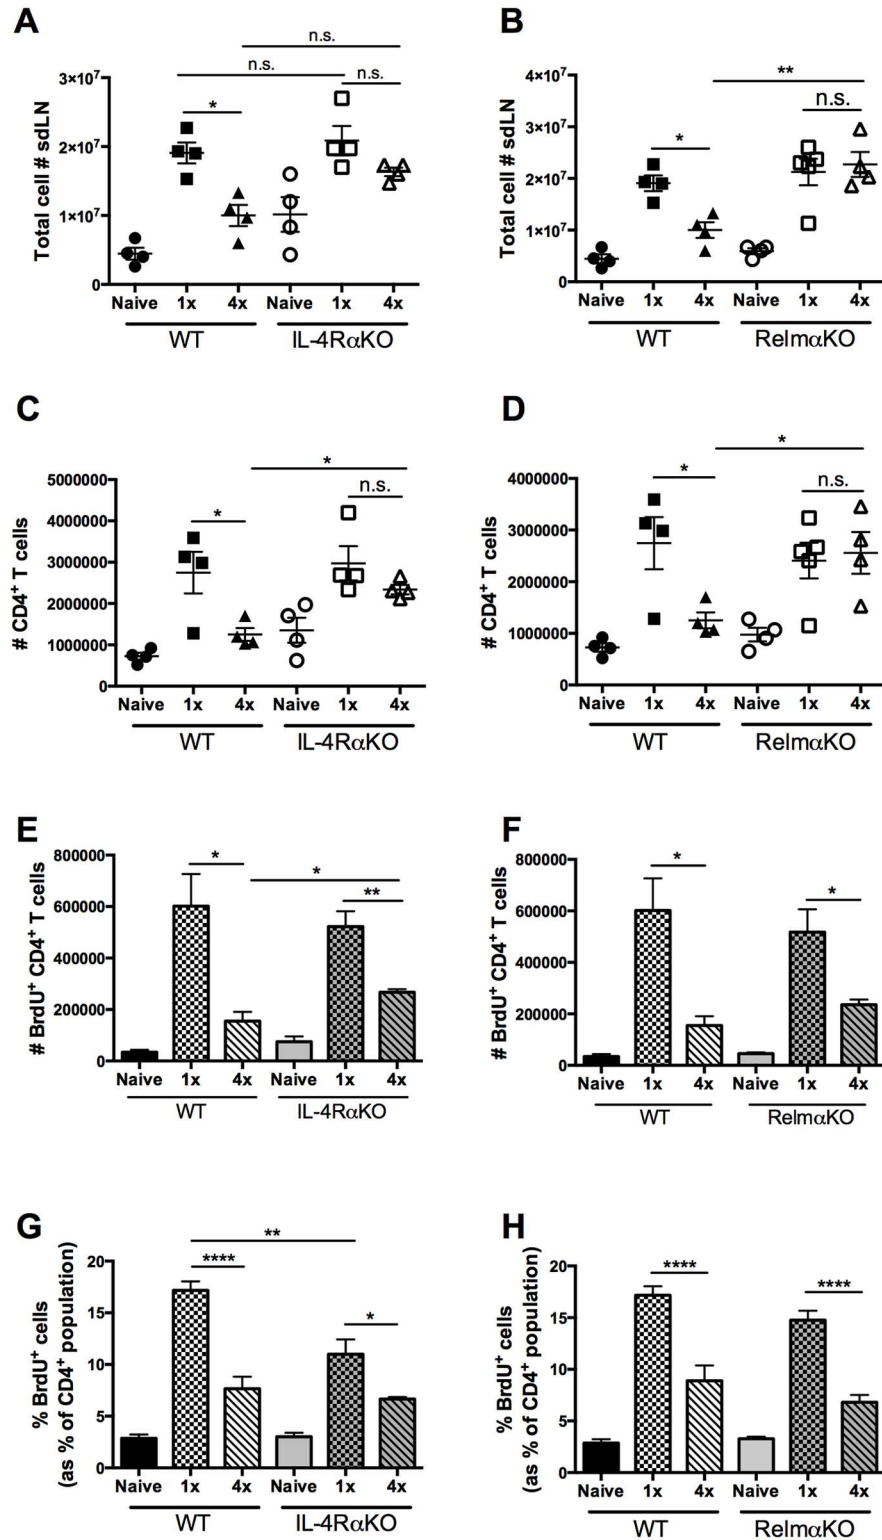 A
n.s.
n.s.
n.s.
*
Total cell # sdLN
3×10⁷
2×10⁷
1×10⁷
0
Naive 1x 4x Naive 1x 4x
WT IL-4RαKO
B
**
n.s.
*
Total cell # sdLN
4×10⁷
3×10⁷
2×10⁷
1×10⁷
0
Naive 1x 4x Naive 1x 4x
WT RelmαKO
C
*
n.s.
*
# CD4⁺ T cells
5000000
4000000
3000000
2000000
1000000
0
Naive 1x 4x Naive 1x 4x
WT IL-4RαKO
D
*
*
n.s.
# CD4⁺ T cells
4000000
3000000
2000000
1000000
0
Naive 1x 4x Naive 1x 4x
WT RelmαKO
E
*
*
**
# BrdU⁺ CD4⁺ T cells
800000
600000
400000
200000
0
Naive 1x 4x Naive 1x 4x
WT IL-4RαKO
F
*
*
# BrdU⁺ CD4⁺ T cells
800000
600000
400000
200000
0
Naive 1x 4x Naive 1x 4x
WT RelmαKO
G
**
****
*
% BrdU⁺ cells
(as % of CD4⁺ population)
20
15
10
5
0
Naive 1x 4x Naive 1x 4x
WT IL-4RαKO
H
****
****
% BrdU⁺ cells
(as % of CD4⁺ population)
20
15
10
5
0
Naive 1x 4x Naive 1x 4x
WT RelmαKO